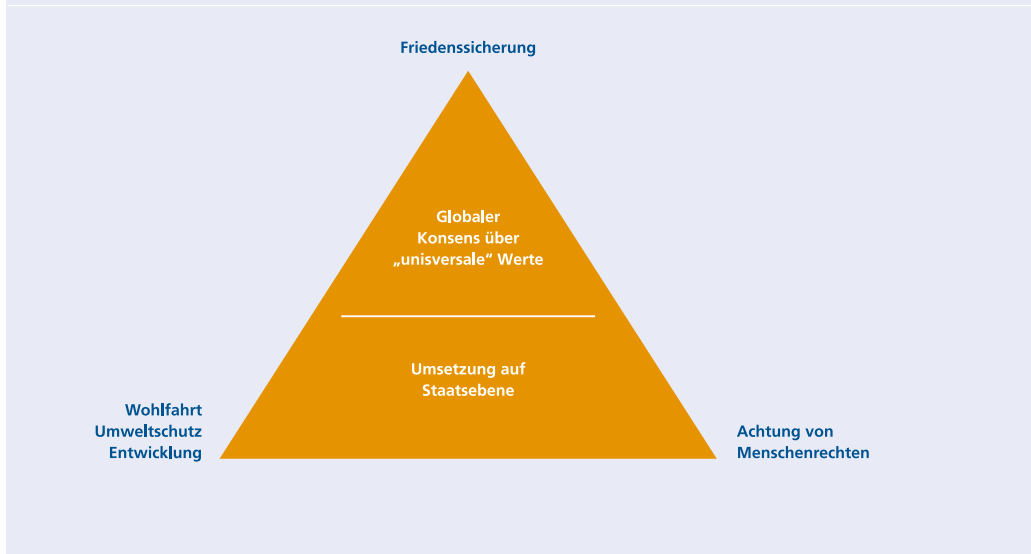 Friedenssicherung
Globaler
Konsens über
„unisversale“ Werte
Umsetzung auf
Staatsebene
Wohlfahrt
Umweltschutz
Entwicklung
Achtung von
Menschenrechten